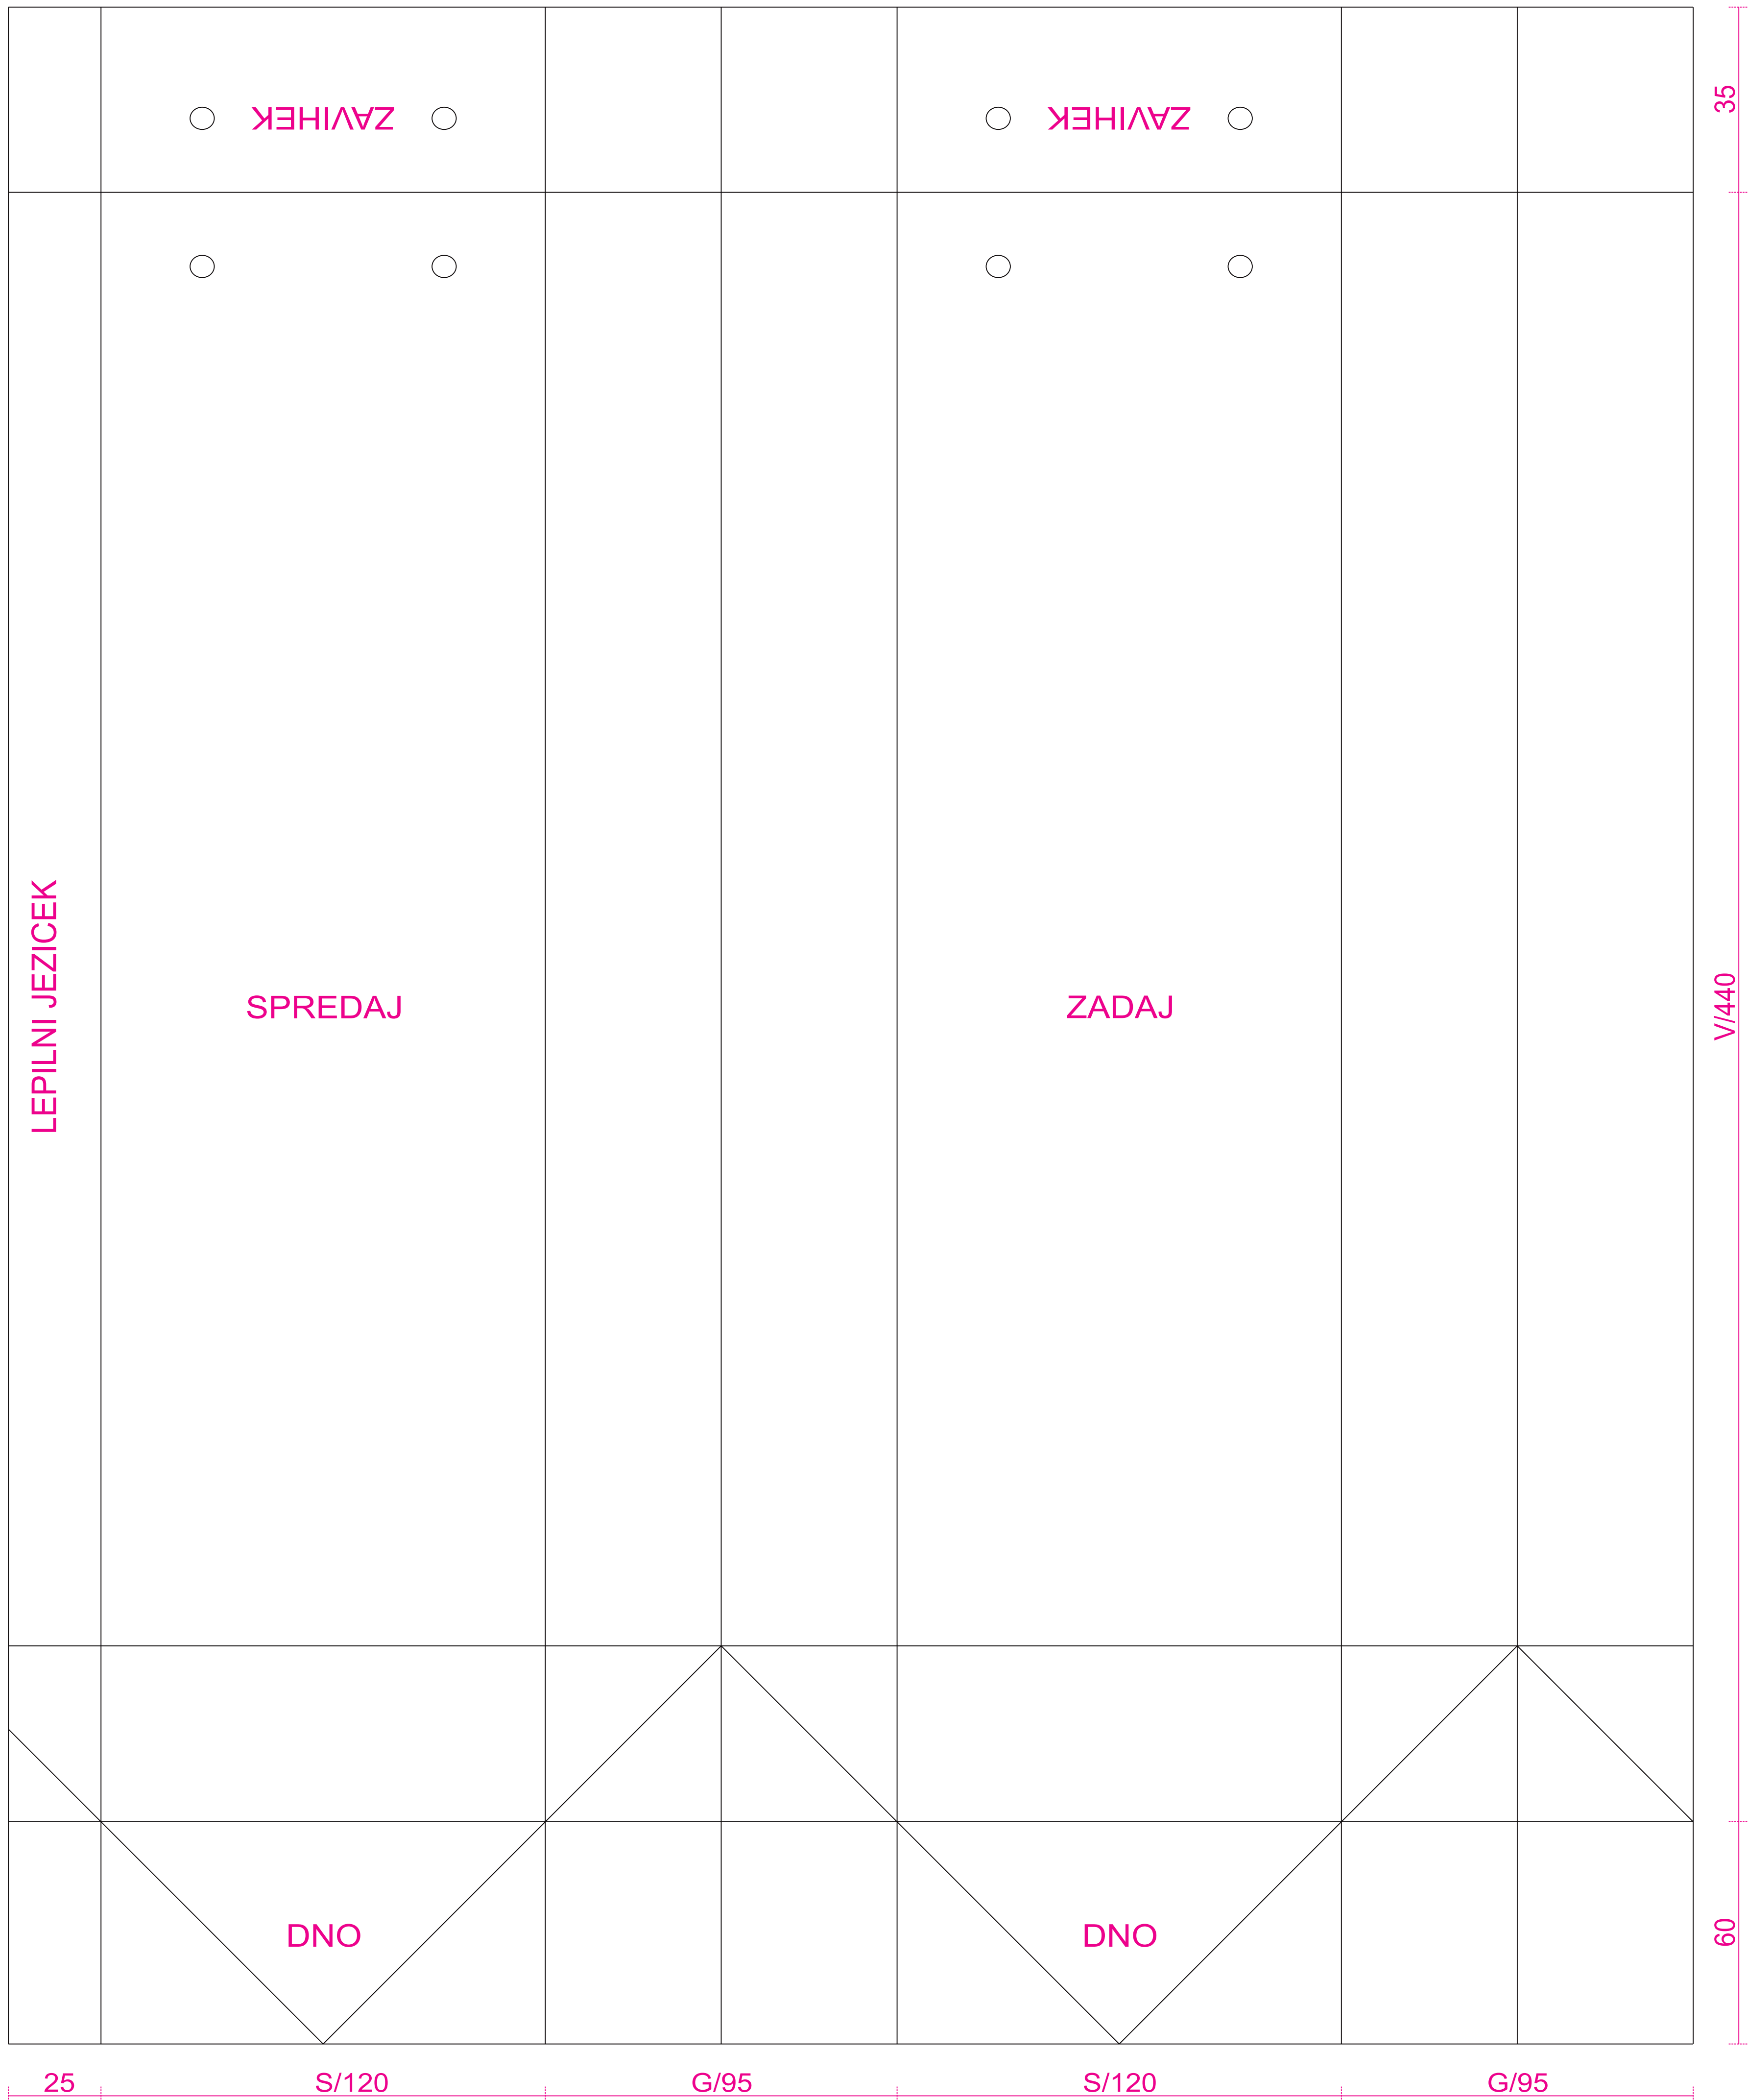 ZAVIHEK
ZAVIHEK
35
LEPILNI JEZICEK
SPREDAJ
ZADAJ
V/440
DNO
DNO
60
25
S/120
G/95
S/120
G/95